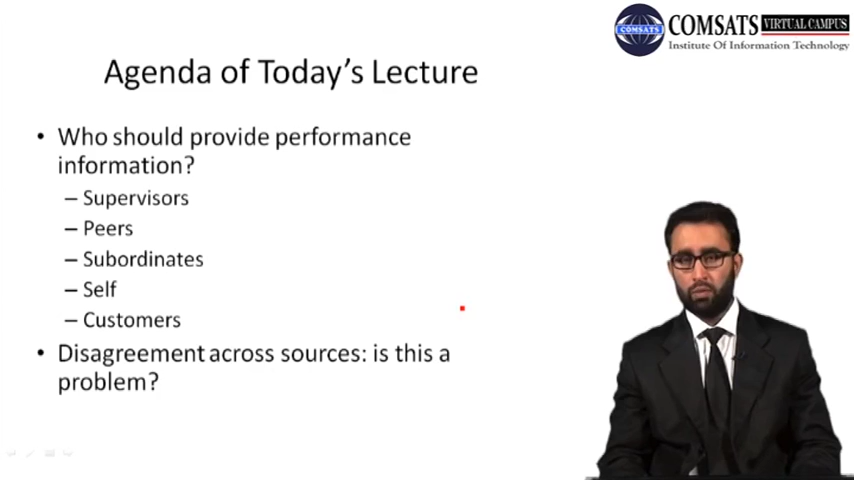 COMSATS VIRTUAL CAMPUS
COMSATS
Institute Of Information Technology
Agenda of Today's Lecture
• Who should provide performance
information?
– Supervisors
– Peers
– Subordinates
– Self
– Customers
• Disagreement across sources: is this a
problem?